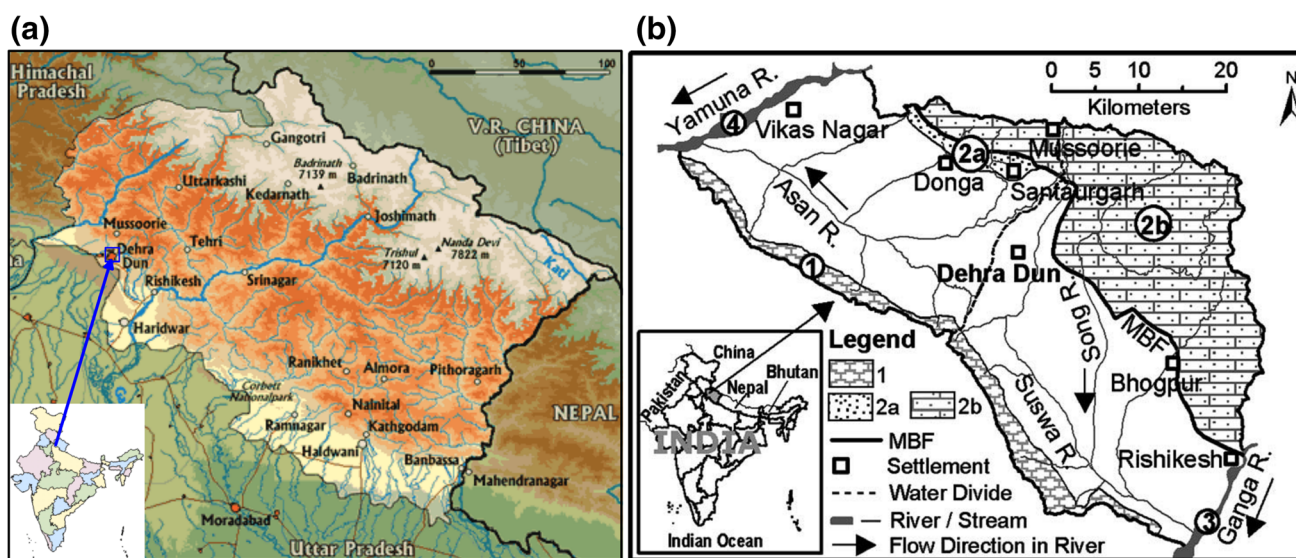 (a)
Himachal
Pradesh
0 50 100
V.R. CHINA
(Tibet)
Gangotri
Badrinath
7139 m
Badrinath
Kedarnath
Uttarkashi
Joshimath
Mussoorie
Tehri
Nanda Devi
7822 m
Trishul
7120 m
Dehra
Dun
Kali
Srinagar
Rishikesh
Haridwar
Ranikhet
Almora
Pithoragarh
Corbett
Nationalpark
Nainital
NEPAL
Ramnagar
Kathgodam
Haldwani
Banbassa
Mahendranagar
Moradabad
Uttar Pradesh
(b)
0 5 10 20
Kilometers
N
Yamuna R.
4
Vikas Nagar
Mussoorie
2a
Donga
Santaurgarh
Asan R.
2b
1
Dehra Dun
Song R.
MBF
Bhogpur
Suswa R.
Rishikesh
3
Ganga R.
China
Nepal
Bhutan
Pakistan
INDIA
Indian Ocean
Legend
1
2a 2b
MBF
Settlement
Water Divide
River / Stream
Flow Direction in River